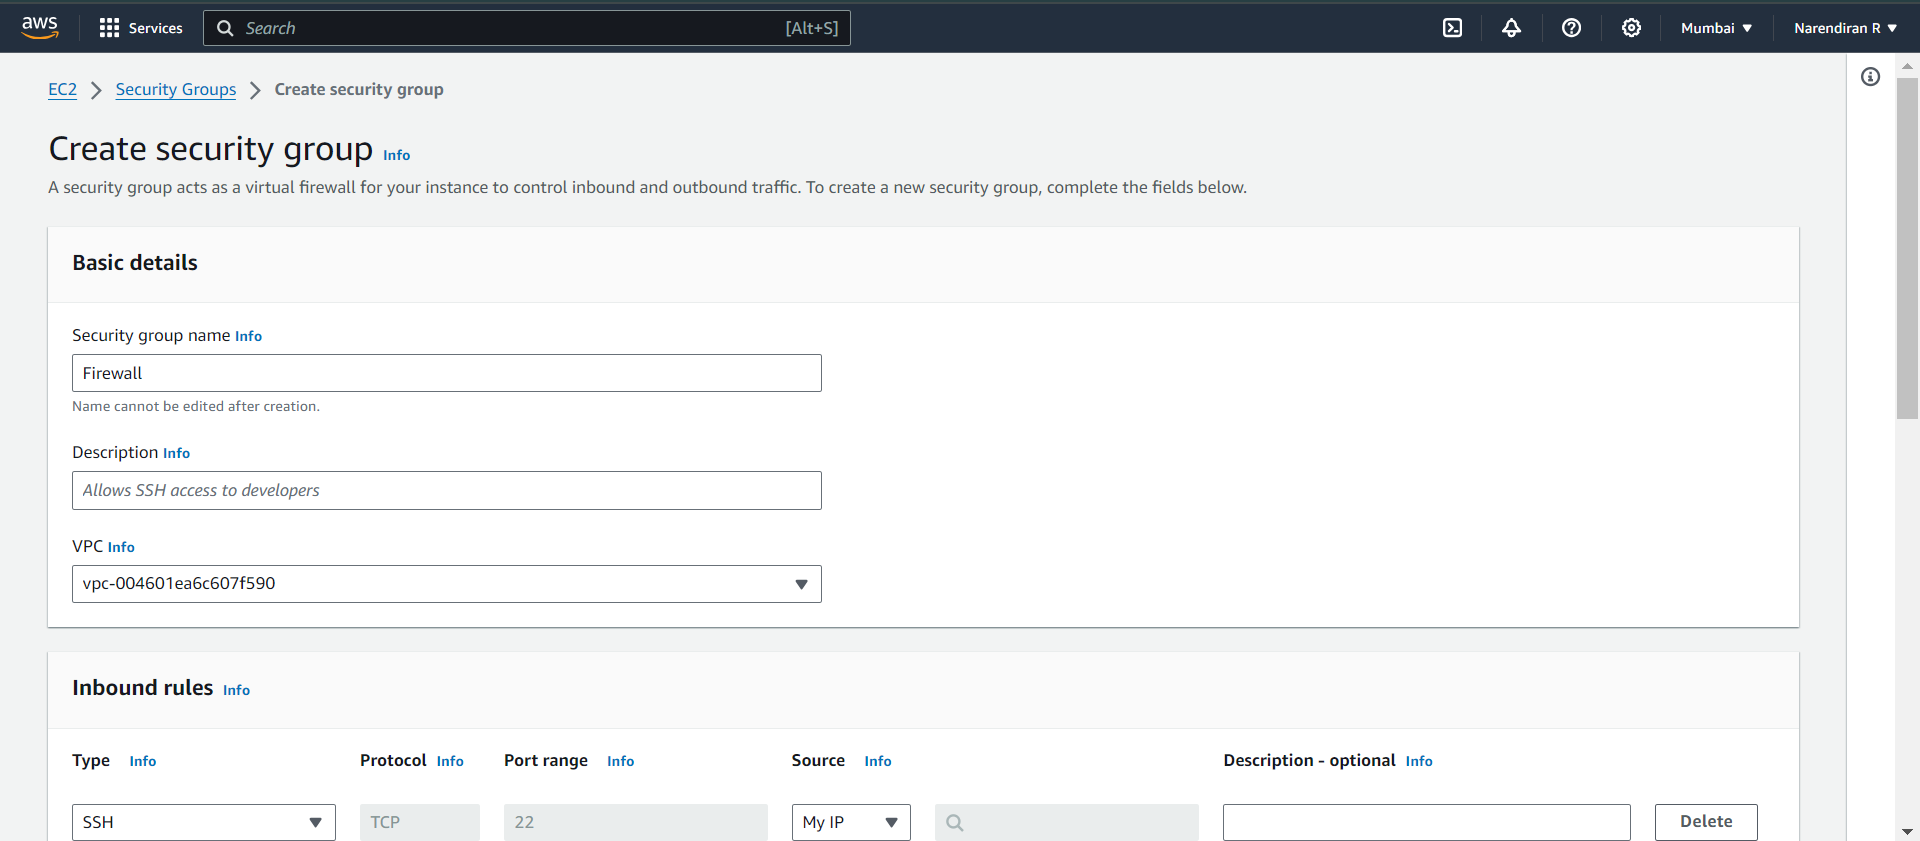 aws Services Search [Alt+S] Mumbai Narendiran R
EC2 Security Groups Create security group
Create security group Info
A security group acts as a virtual firewall for your instance to control inbound and outbound traffic. To create a new security group, complete the fields below.
Basic details
Security group name Info
Firewall
Name cannot be edited after creation.
Description Info
Allows SSH access to developers
VPC Info
vpc-004601ea6c607f590
Inbound rules Info
Type Info Protocol Info Port range Info Source Info Description - optional Info
SSH TCP 22 My IP Delete